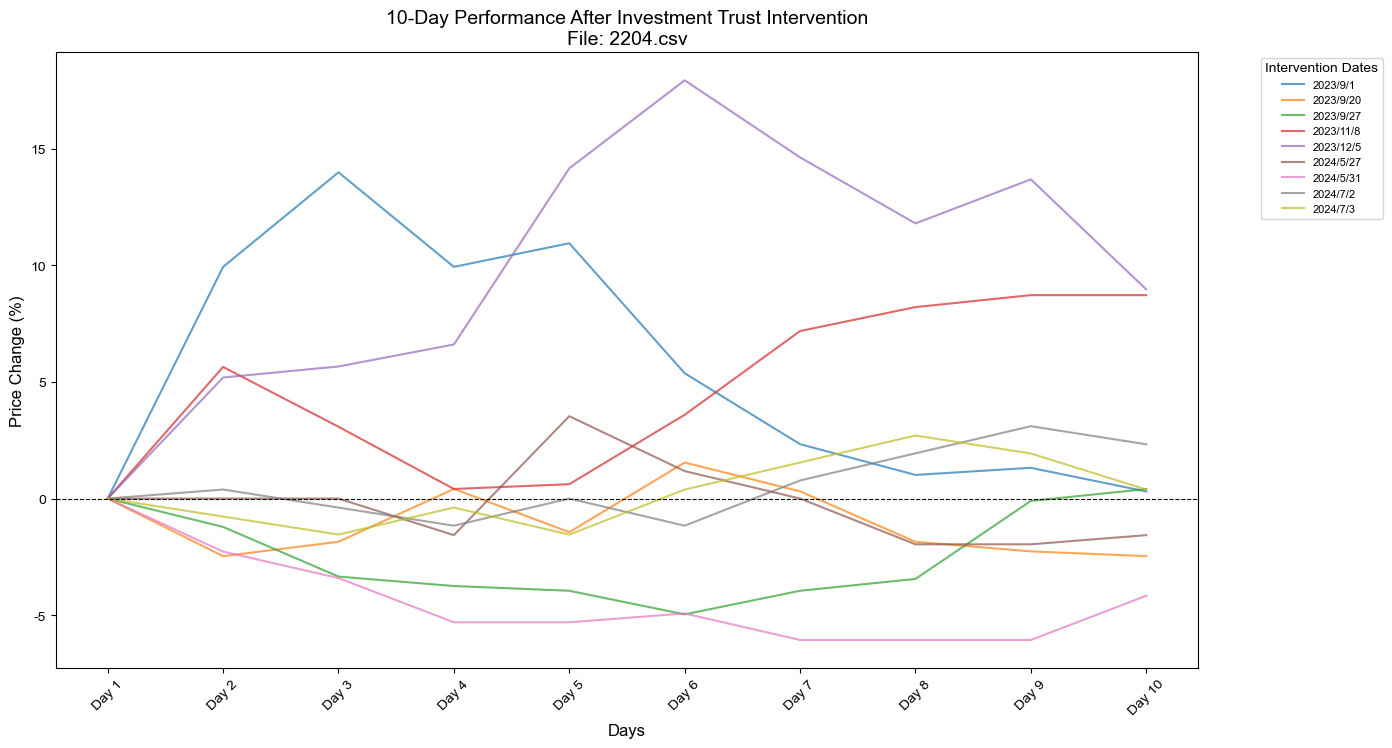 10-Day Performance After Investment Trust Intervention
File: 2204.csv
Price Change (%)
15
10
5
0
-5
Day 1
Day 2
Day 3
Day 4
Day 5
Day 6
Day 7
Day 8
Day 9
Day 10
Days
Intervention Dates
2023/9/1
2023/9/20
2023/9/27
2023/11/8
2023/12/5
2024/5/27
2024/5/31
2024/7/2
2024/7/3